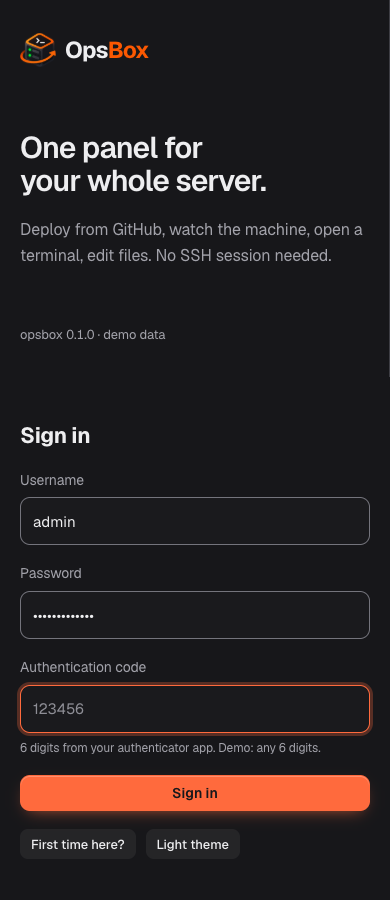 OpsBox
One panel for
your whole server.
Deploy from GitHub, watch the machine, open a
terminal, edit files. No SSH session needed.
opsbox 0.1.0 · demo data
Sign in
Username
admin
Password
•••••••••••••
Authentication code
123456
6 digits from your authenticator app. Demo: any 6 digits.
Sign in
First time here?
Light theme